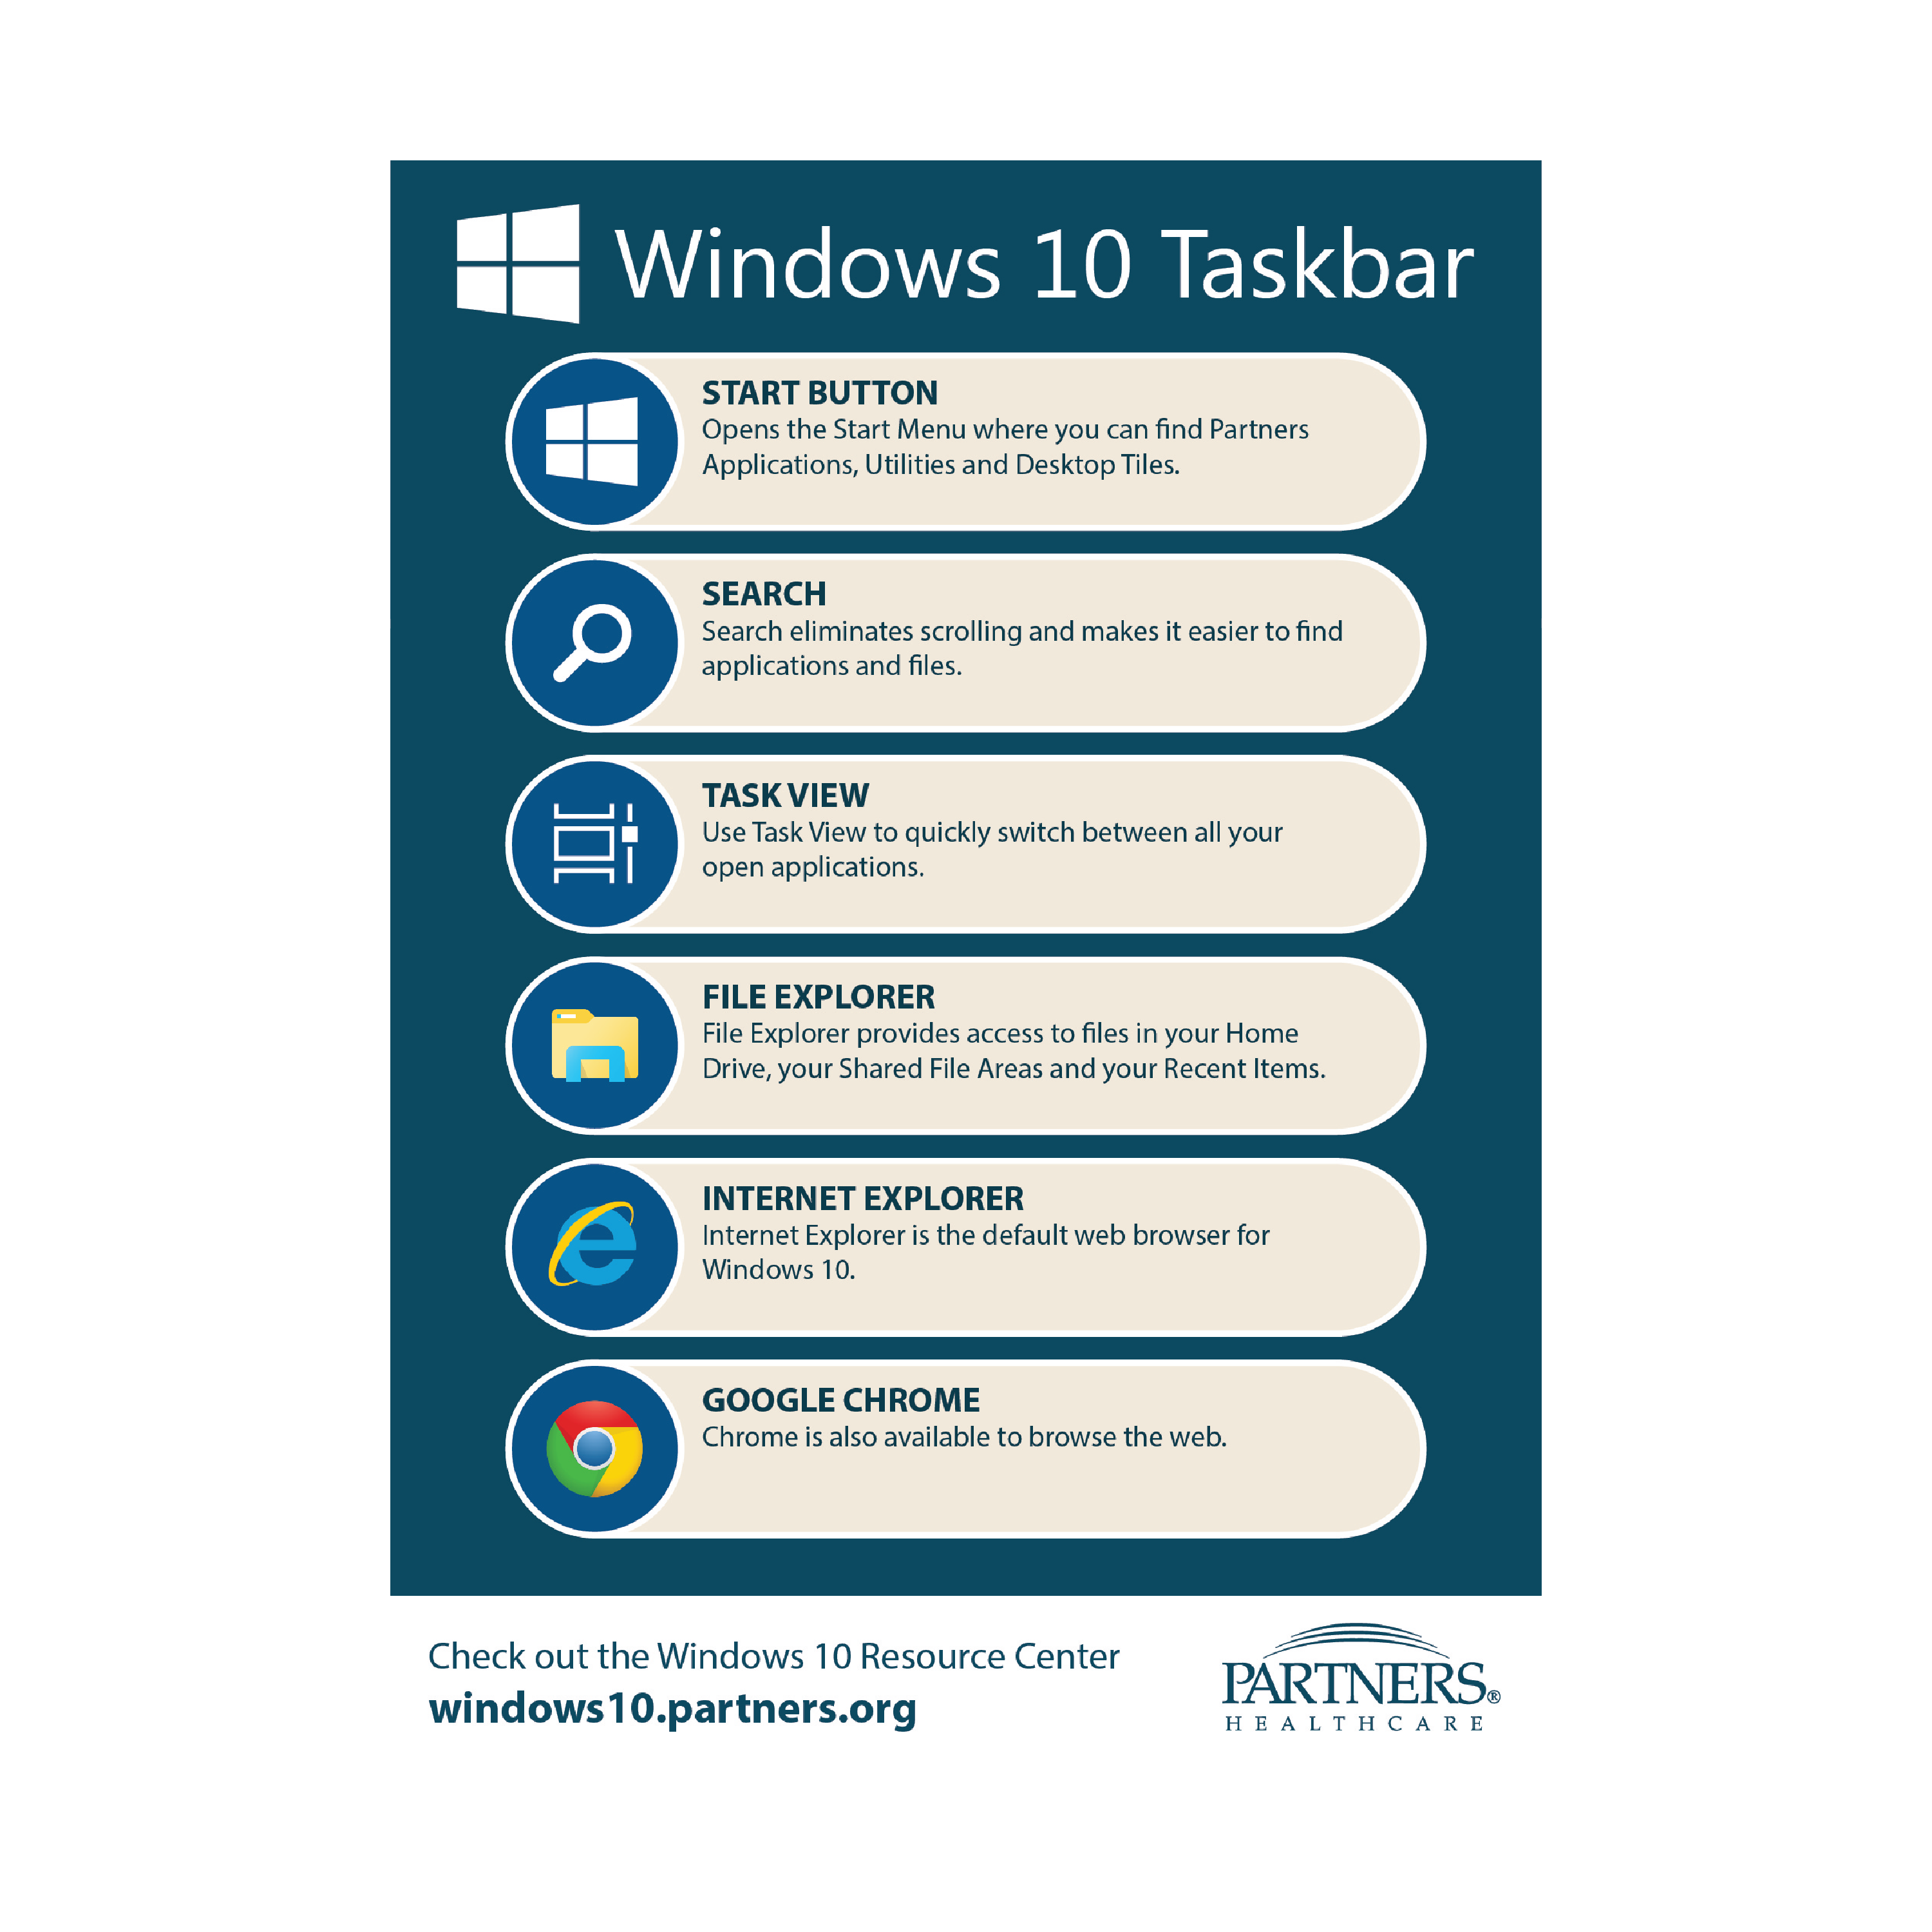 Windows 10 Taskbar
START BUTTON
Opens the Start Menu where you can find Partners
Applications, Utilities and Desktop Tiles.
SEARCH
Search eliminates scrolling and makes it easier to find
applications and files.
TASK VIEW
Use Task View to quickly switch between all your
open applications.
FILE EXPLORER
File Explorer provides access to files in your Home
Drive, your Shared File Areas and your Recent Items.
INTERNET EXPLORER
Internet Explorer is the default web browser for
Windows 10.
GOOGLE CHROME
Chrome is also available to browse the web.
Check out the Windows 10 Resource Center
windows10.partners.org
PARTNERS®
HEALTHCARE